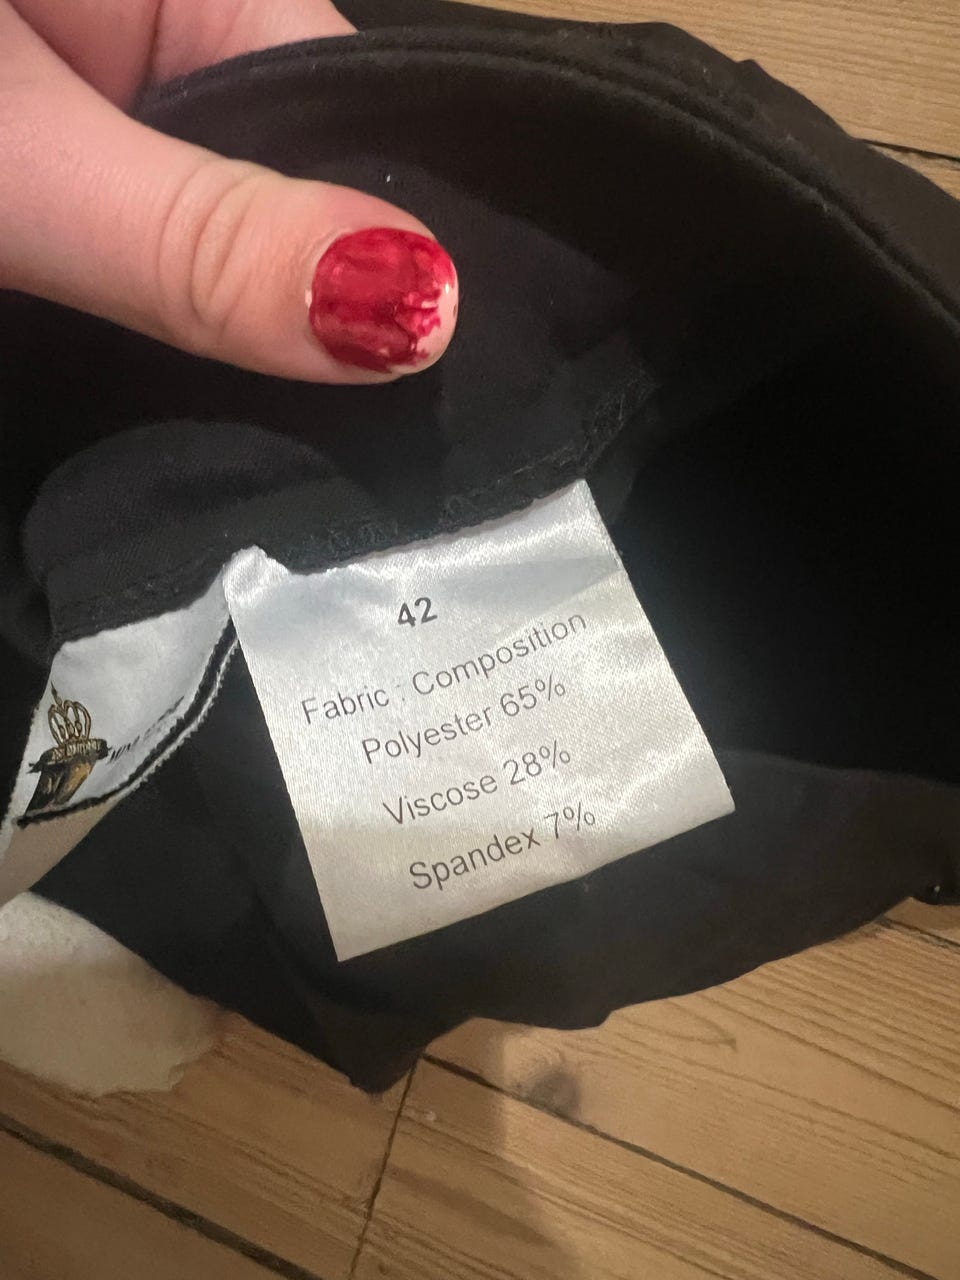 42
Fabric : Composition
Polyester 65%
Viscose 28%
Spandex 7%